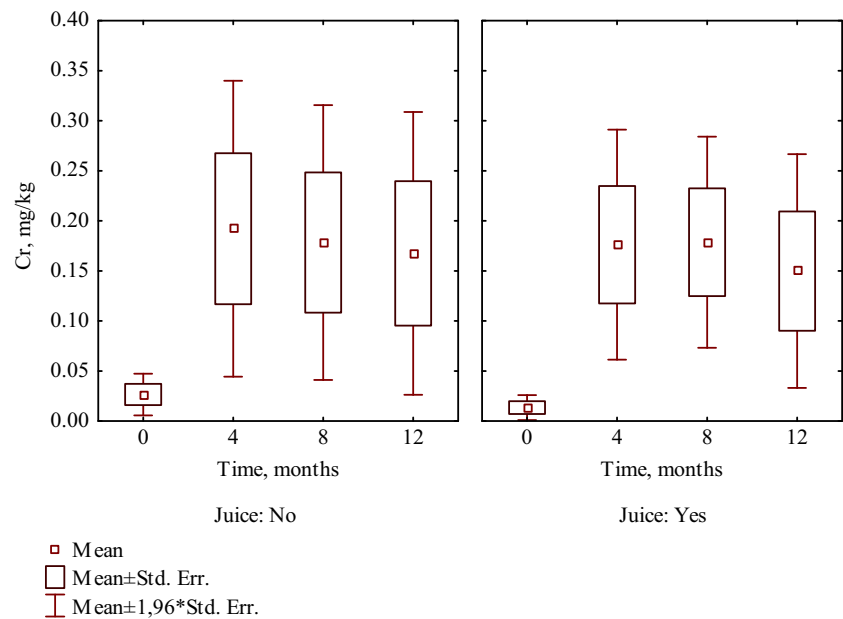 0.40
0.35
0.30
0.25
0.20
0.15
0.10
0.05
0.00
Cr, mg/kg
0 4 8 12 0 4 8 12
Time, months Time, months
Juice: No Juice: Yes
Mean
Mean±Std. Err.
Mean±1,96*Std. Err.